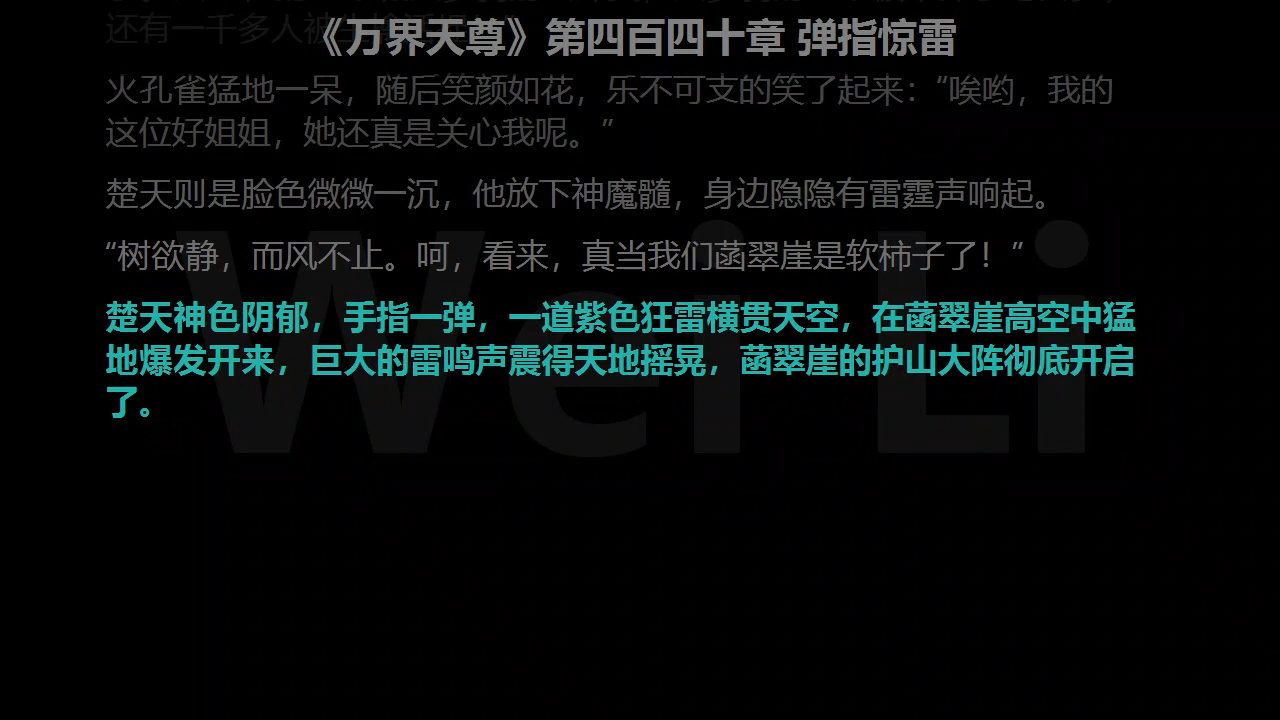 还有一千多人被生擒活捉
《万界天尊》第四百四十章 弹指惊雷
火孔雀猛地一呆，随后笑颜如花，乐不可支的笑了起来：“唉哟，我的
这位好姐姐，她还真是关心我呢。”
楚天则是脸色微微一沉，他放下神魔髓，身边隐隐有雷霆声响起。
“树欲静，而风不止。呵，看来，真当我们菡翠崖是软柿子了！”
楚天神色阴郁，手指一弹，一道紫色狂雷横贯天空，在菡翠崖高空中猛
地爆发开来，巨大的雷鸣声震得天地摇晃，菡翠崖的护山大阵彻底开启
了。
Wei Li